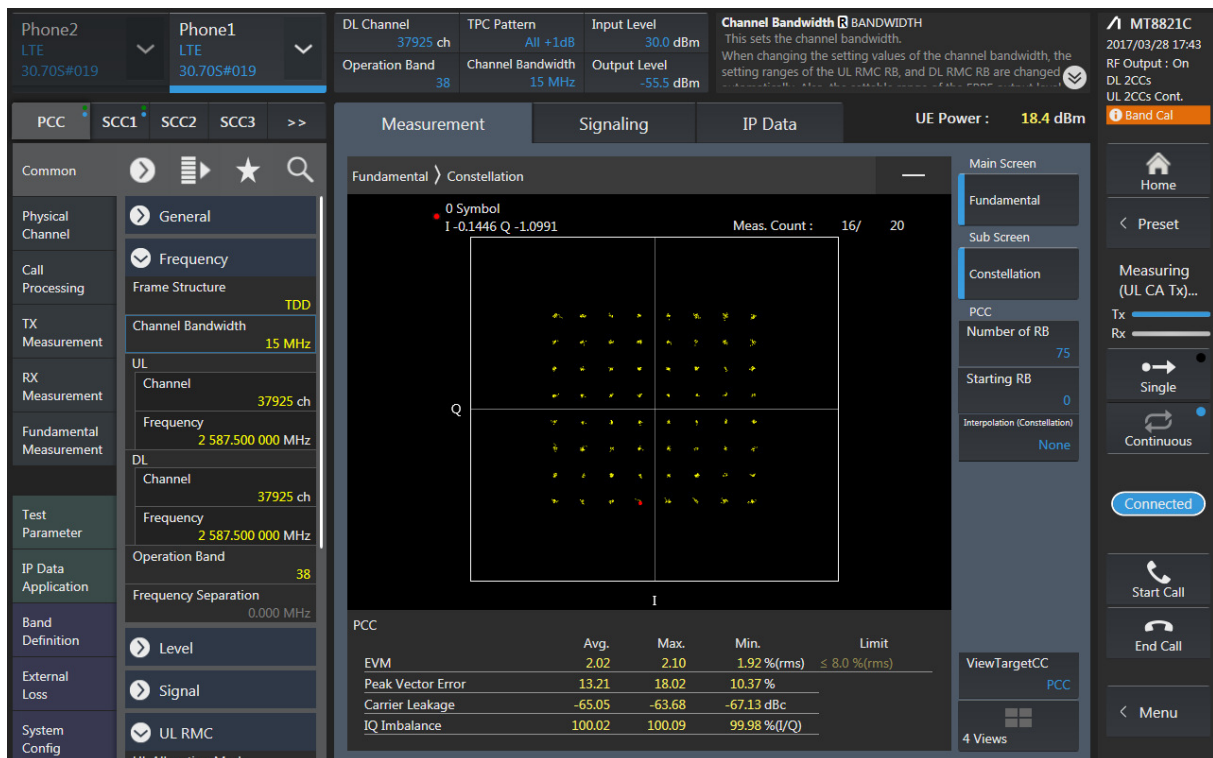 Phone2
LTE
30.70S#019
Phone1
LTE
30.70S#019
DL Channel
37925 ch
Operation Band
38
TPC Pattern
All +1dB
Channel Bandwidth
15 MHz
Input Level
30.0 dBm
Output Level
-55.5 dBm
Channel Bandwidth R BANDWIDTH
This sets the channel bandwidth.
When changing the setting values of the channel bandwidth, the
setting ranges of the UL RMC RB, and DL RMC RB are changed
MT8821C
2017/03/28 17:43
RF Output : On
DL 2CCs
UL 2CCs Cont.
Band Cal
PCC SCC1 SCC2 SCC3 >>
Measurement Signaling IP Data
UE Power : 18.4 dBm
Common
Physical
Channel
Call
Processing
TX
Measurement
RX
Measurement
Fundamental
Measurement
Test
Parameter
IP Data
Application
Band
Definition
External
Loss
System
Config
General
Frequency
Frame Structure
TDD
Channel Bandwidth
15 MHz
UL
Channel
37925 ch
Frequency
2 587.500 000 MHz
DL
Channel
37925 ch
Frequency
2 587.500 000 MHz
Operation Band
38
Frequency Separation
0.000 MHz
Level
Signal
UL RMC
Fundamental 〉 Constellation
0 Symbol
I -0.1446 Q -1.0991
Meas. Count : 16/ 20
Q
I
PCC
Avg. Max. Min. Limit
EVM 2.02 2.10 1.92 %(rms) ≤ 8.0 %(rms)
Peak Vector Error 13.21 18.02 10.37 %
Carrier Leakage -65.05 -63.68 -67.13 dBc
IQ Imbalance 100.02 100.09 99.98 %(I/Q)
Main Screen
Fundamental
Sub Screen
Constellation
PCC
Number of RB
75
Starting RB
0
Interpolation (Constellation)
None
ViewTargetCC
PCC
4 Views
Home
< Preset
Measuring
(UL CA Tx)...
Tx
Rx
Single
Continuous
Connected
Start Call
End Call
< Menu